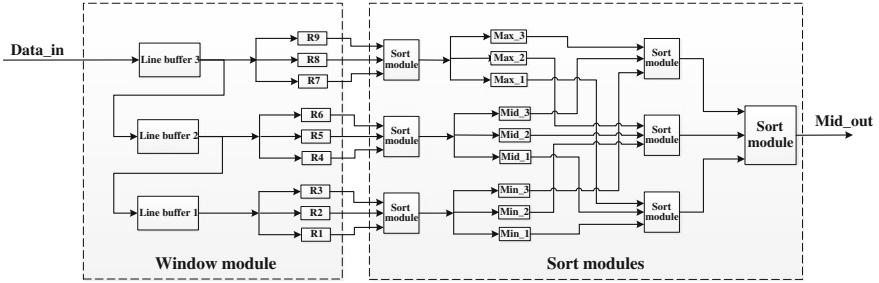 Data_in
Line buffer 3
Line buffer 2
Line buffer 1
R9
R8
R7
R6
R5
R4
R3
R2
R1
Window module
Sort
module
Sort
module
Sort
module
Max_3
Max_2
Max_1
Mid_3
Mid_2
Mid_1
Min_3
Min_2
Min_1
Sort
module
Sort
module
Sort
module
Sort
module
Mid_out
Sort modules